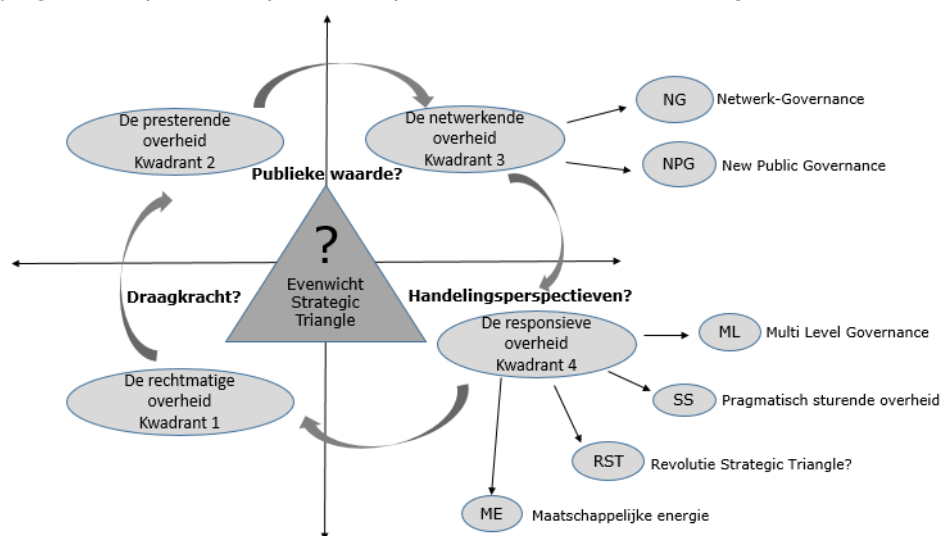 De presterende
overheid
Kwadrant 2
De netwerkende
overheid
Kwadrant 3
NG
Netwerk-Governance
NPG
New Public Governance
Publieke waarde?
?
Evenwicht
Strategic
Triangle
Draagkracht?
Handelingsperspectieven?
De responsieve
overheid
Kwadrant 4
ML
Multi Level Governance
SS
Pragmatisch sturende overheid
De rechtmatige
overheid
Kwadrant 1
RST
Revolutie Strategic Triangle?
ME
Maatschappelijke energie